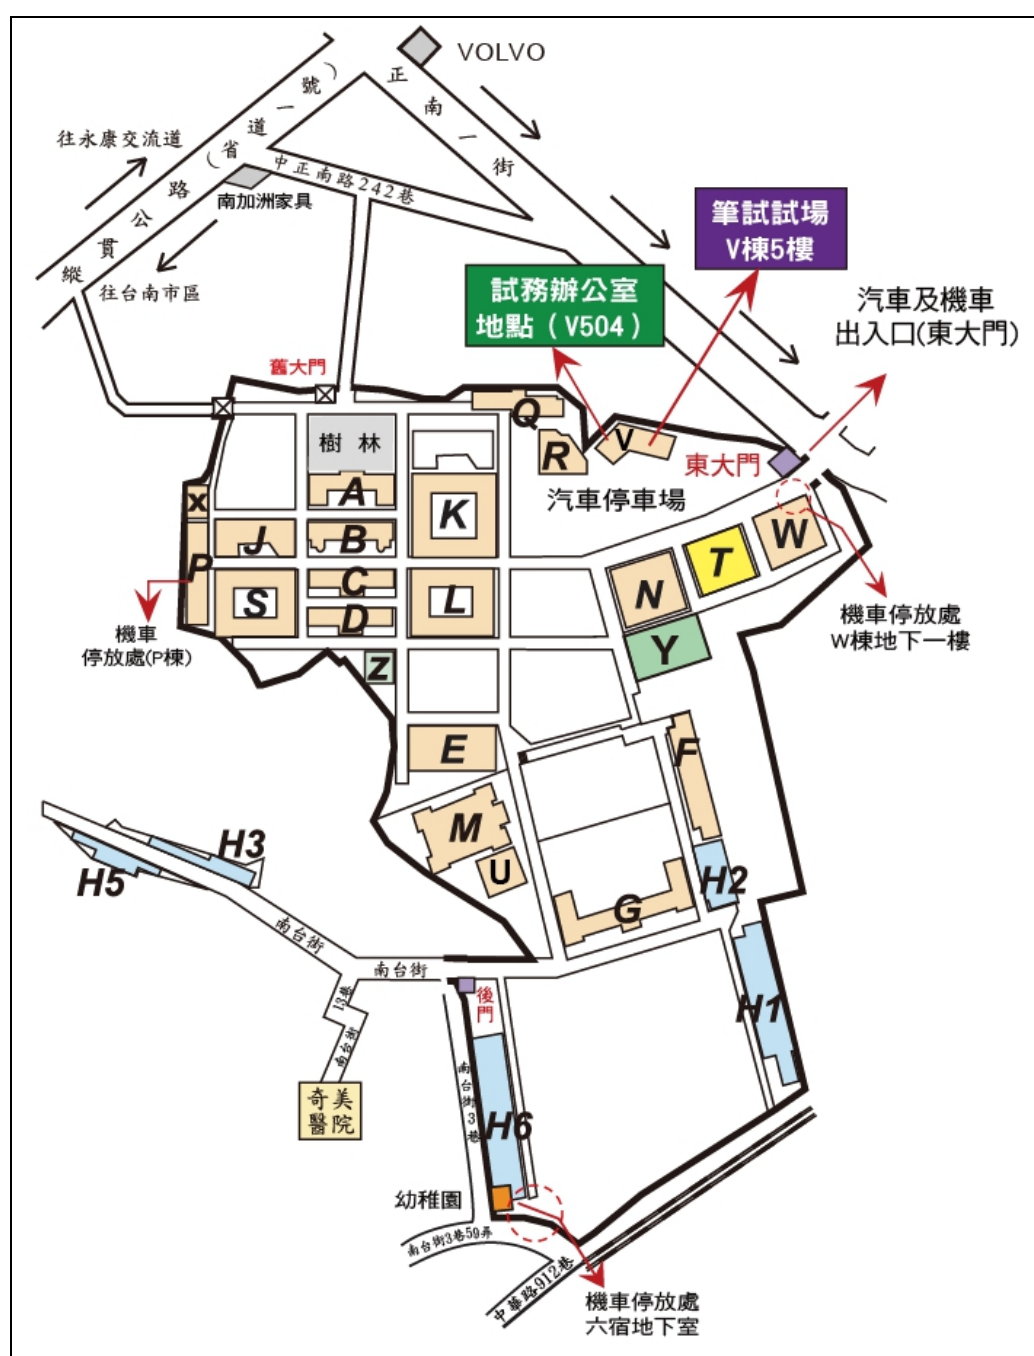 VOLVO
正南一街
往永康交流道
縱貫公路（省道一號）
中正南路242巷
南加洲家具
往台南市區
筆試試場
V棟5樓
試務辦公室
地點（V504）
汽車及機車
出入口(東大門)
舊大門
Q
樹林
R
V
東大門
汽車停車場
A
K
X
J
B
W
T
P
C
S
L
D
N
機車
停放處(P棟)
機車停放處
W棟地下一樓
Y
Z
E
F
M
U
H3
H5
H2
G
南台街
南台街
13巷
南台街
後門
H1
奇美
醫院
南台街3巷
H6
幼稚園
南台街3巷59弄
中華路912巷
機車停放處
六宿地下室